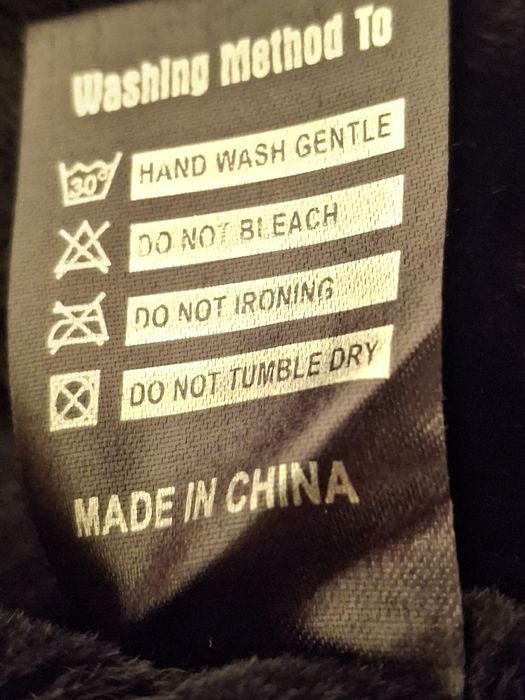 Washing Method To
30° HAND WASH GENTLE
DO NOT BLEACH
DO NOT IRONING
DO NOT TUMBLE DRY
MADE IN CHINA